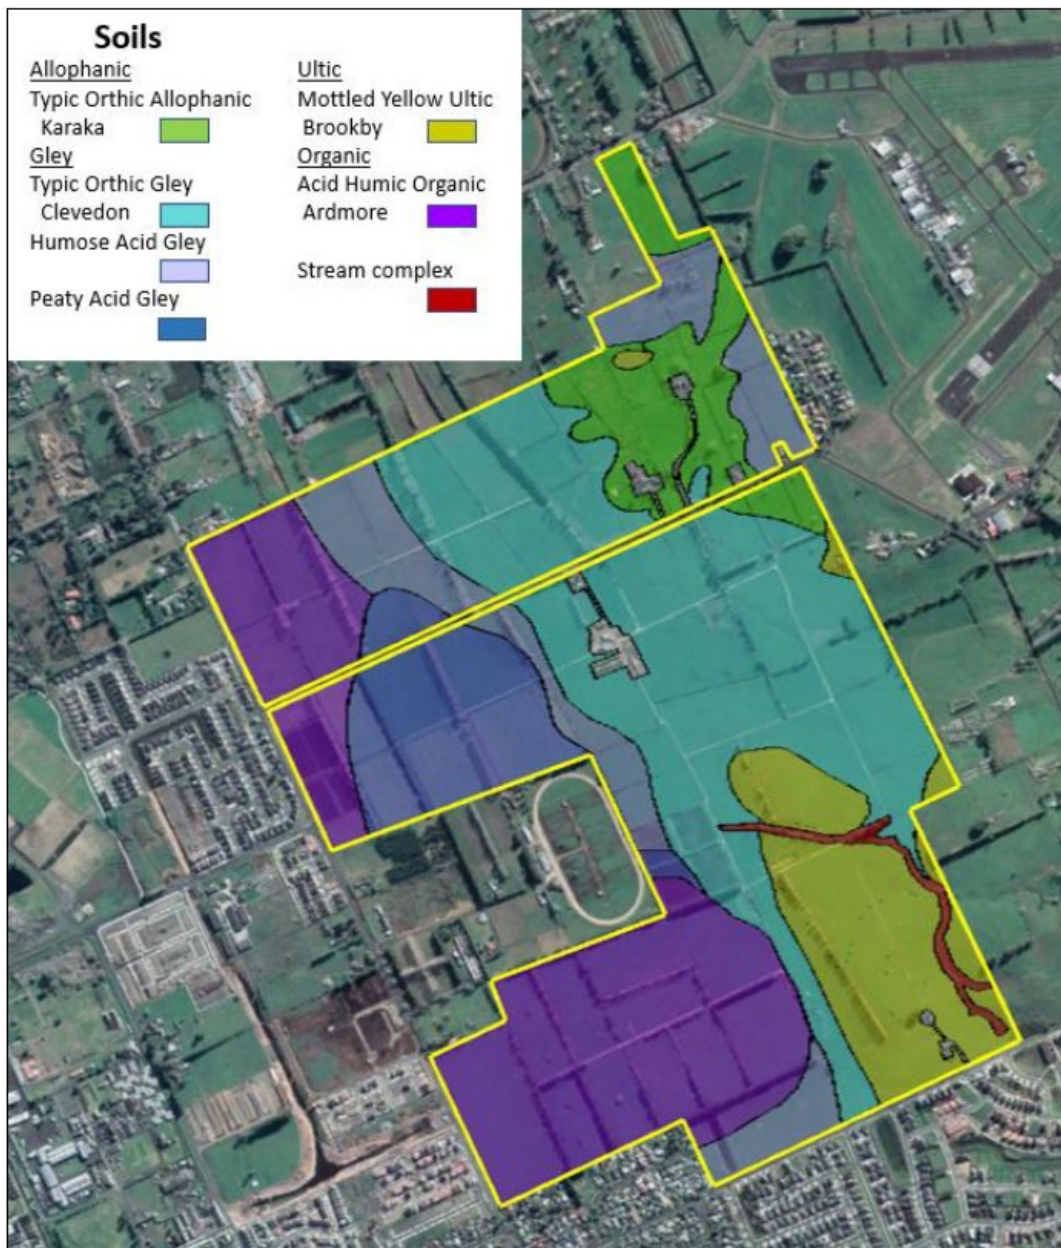 Soils
Allophanic
Typic Orthic Allophanic
Karaka
Gley
Typic Orthic Gley
Clevedon
Humose Acid Gley
Peaty Acid Gley
Ultic
Mottled Yellow Ultic
Brookby
Organic
Acid Humic Organic
Ardmore
Stream complex